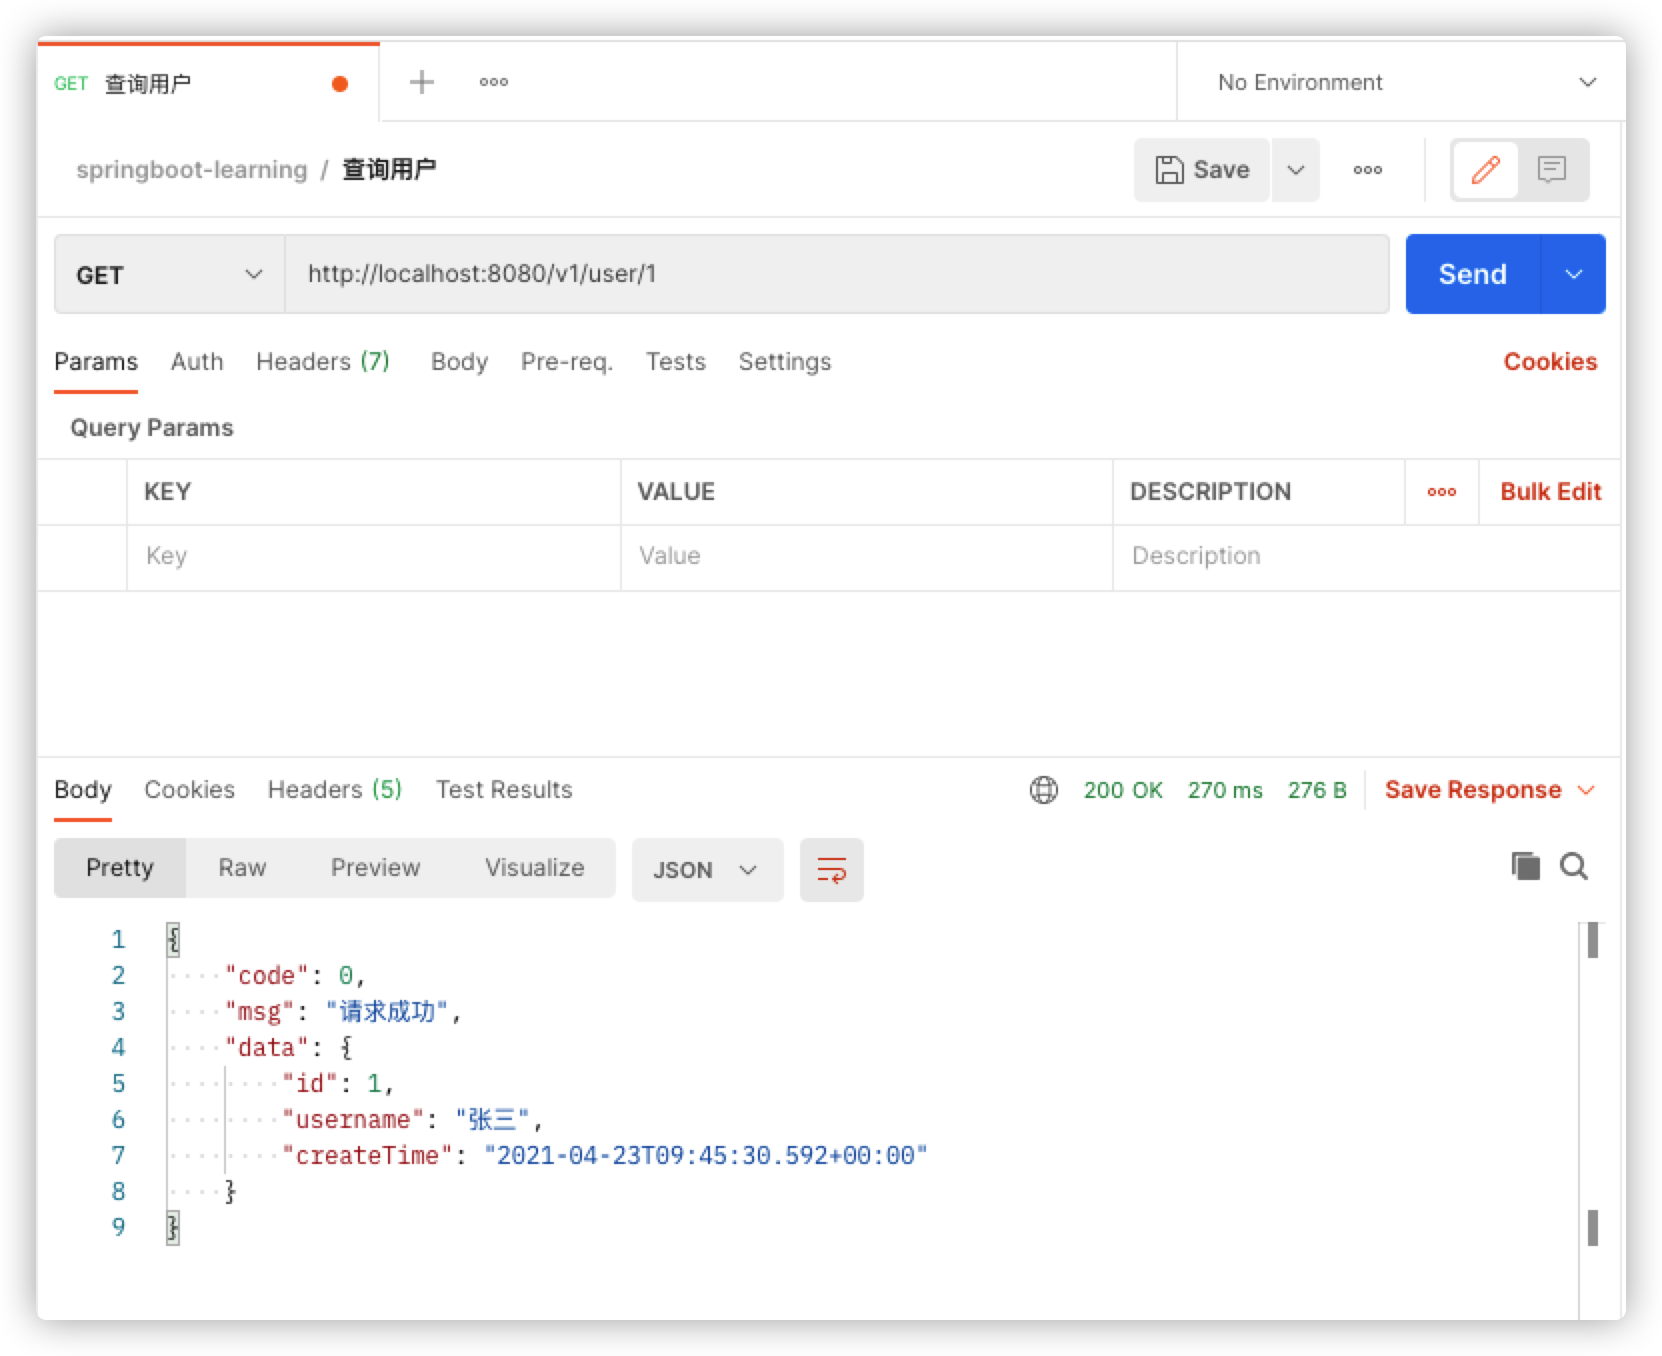 GET 查询用户 No Environment
springboot-learning / 查询用户 Save
GET http://localhost:8080/v1/user/1 Send
Params Auth Headers (7) Body Pre-req. Tests Settings Cookies
Query Params
KEY VALUE DESCRIPTION Bulk Edit
Key Value Description
Body Cookies Headers (5) Test Results 200 OK 270 ms 276 B Save Response
Pretty Raw Preview Visualize JSON
1 {
2 "code": 0,
3 "msg": "请求成功",
4 "data": {
5 "id": 1,
6 "username": "张三",
7 "createTime": "2021-04-23T09:45:30.592+00:00"
8 }
9 }